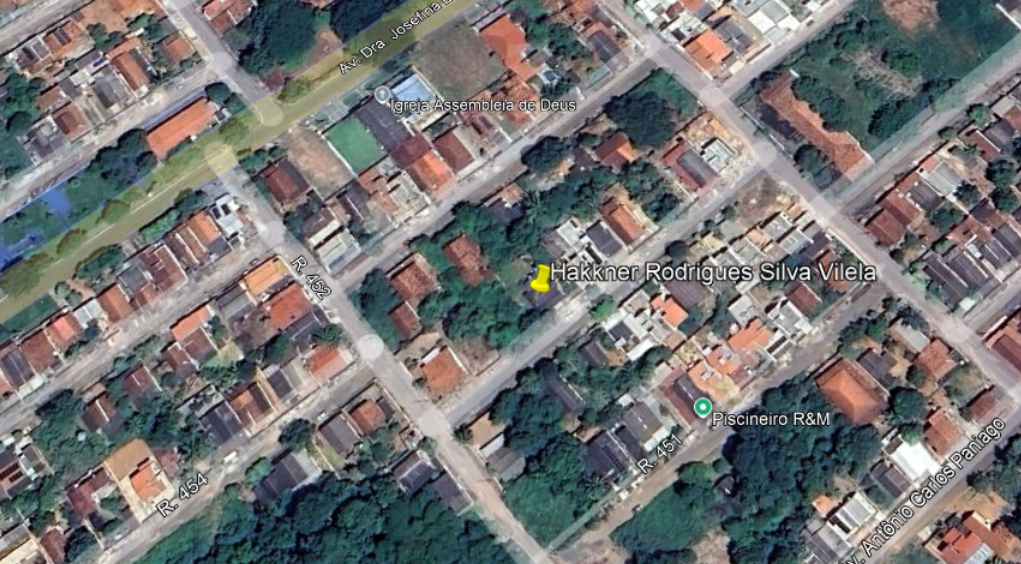 Av. Dra. Josefina
Igreja Assembleia de Deus
R. 452
Hakkner Rodrigues Silva Vilela
Piscineiro R&M
R. 451
R. 454
Av. Antônio Carlos Paniago